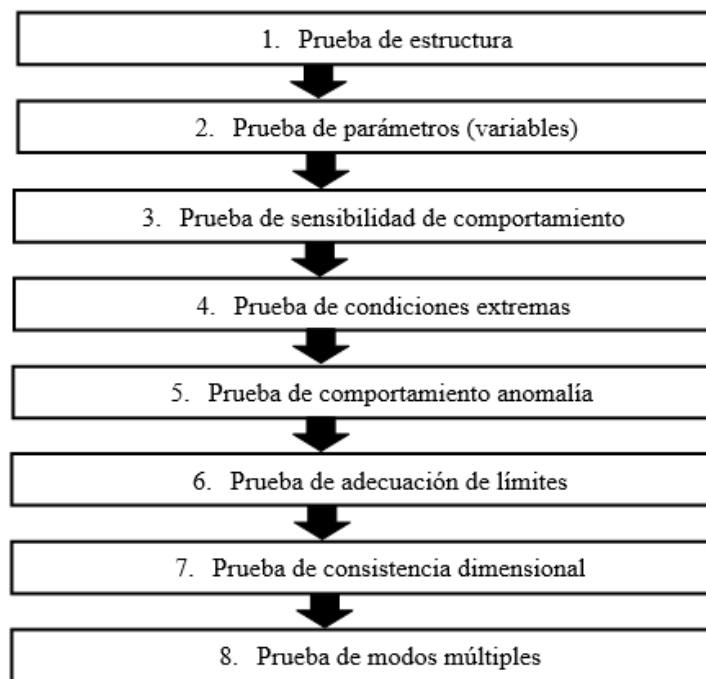 1. Prueba de estructura
2. Prueba de parámetros (variables)
3. Prueba de sensibilidad de comportamiento
4. Prueba de condiciones extremas
5. Prueba de comportamiento anomalía
6. Prueba de adecuación de límites
7. Prueba de consistencia dimensional
8. Prueba de modos múltiples